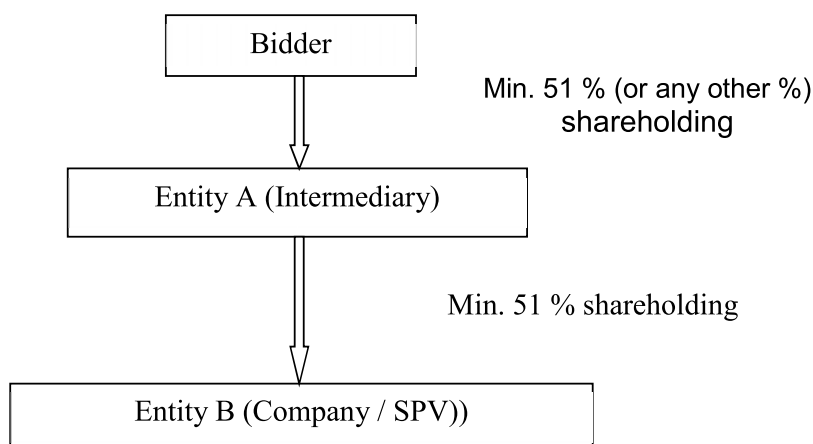 Bidder
Min. 51 % (or any other %)
shareholding
Entity A (Intermediary)
Min. 51 % shareholding
Entity B (Company / SPV))